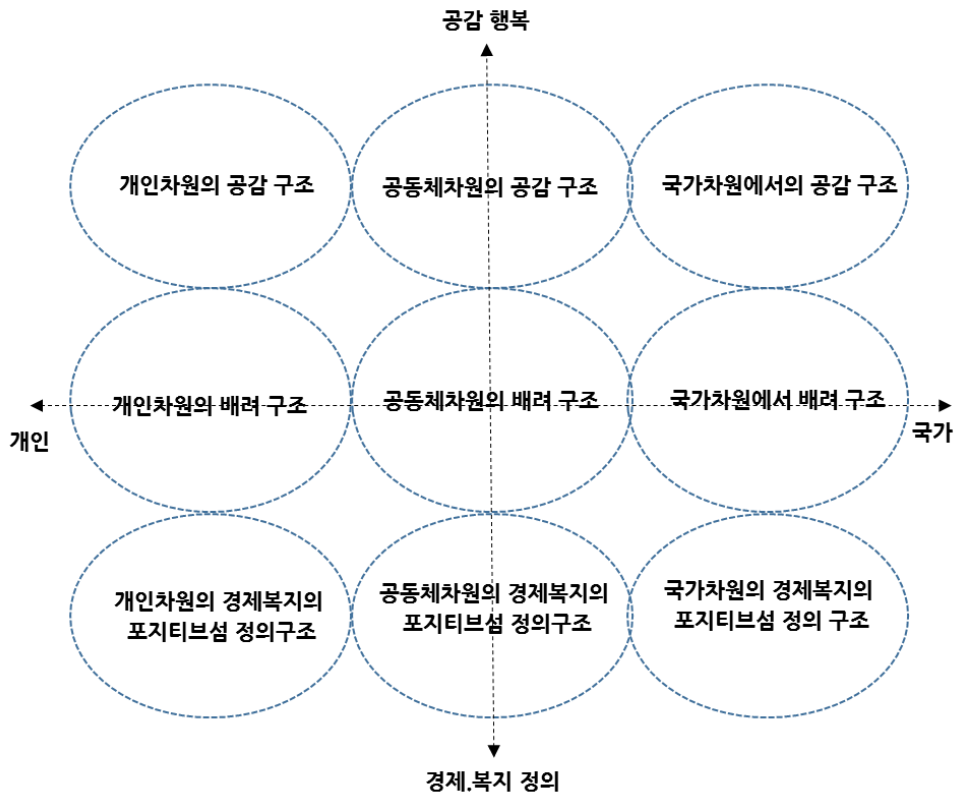 공감 행복
개인차원의 공감 구조
공동체차원의 공감 구조
국가차원에서의 공감 구조
개인차원의 배려 구조
공동체차원의 배려 구조
국가차원에서 배려 구조
개인
국가
개인차원의 경제복지의
포지티브섬 정의구조
공동체차원의 경제복지의
포지티브섬 정의구조
국가차원의 경제복지의
포지티브섬 정의 구조
경제.복지 정의